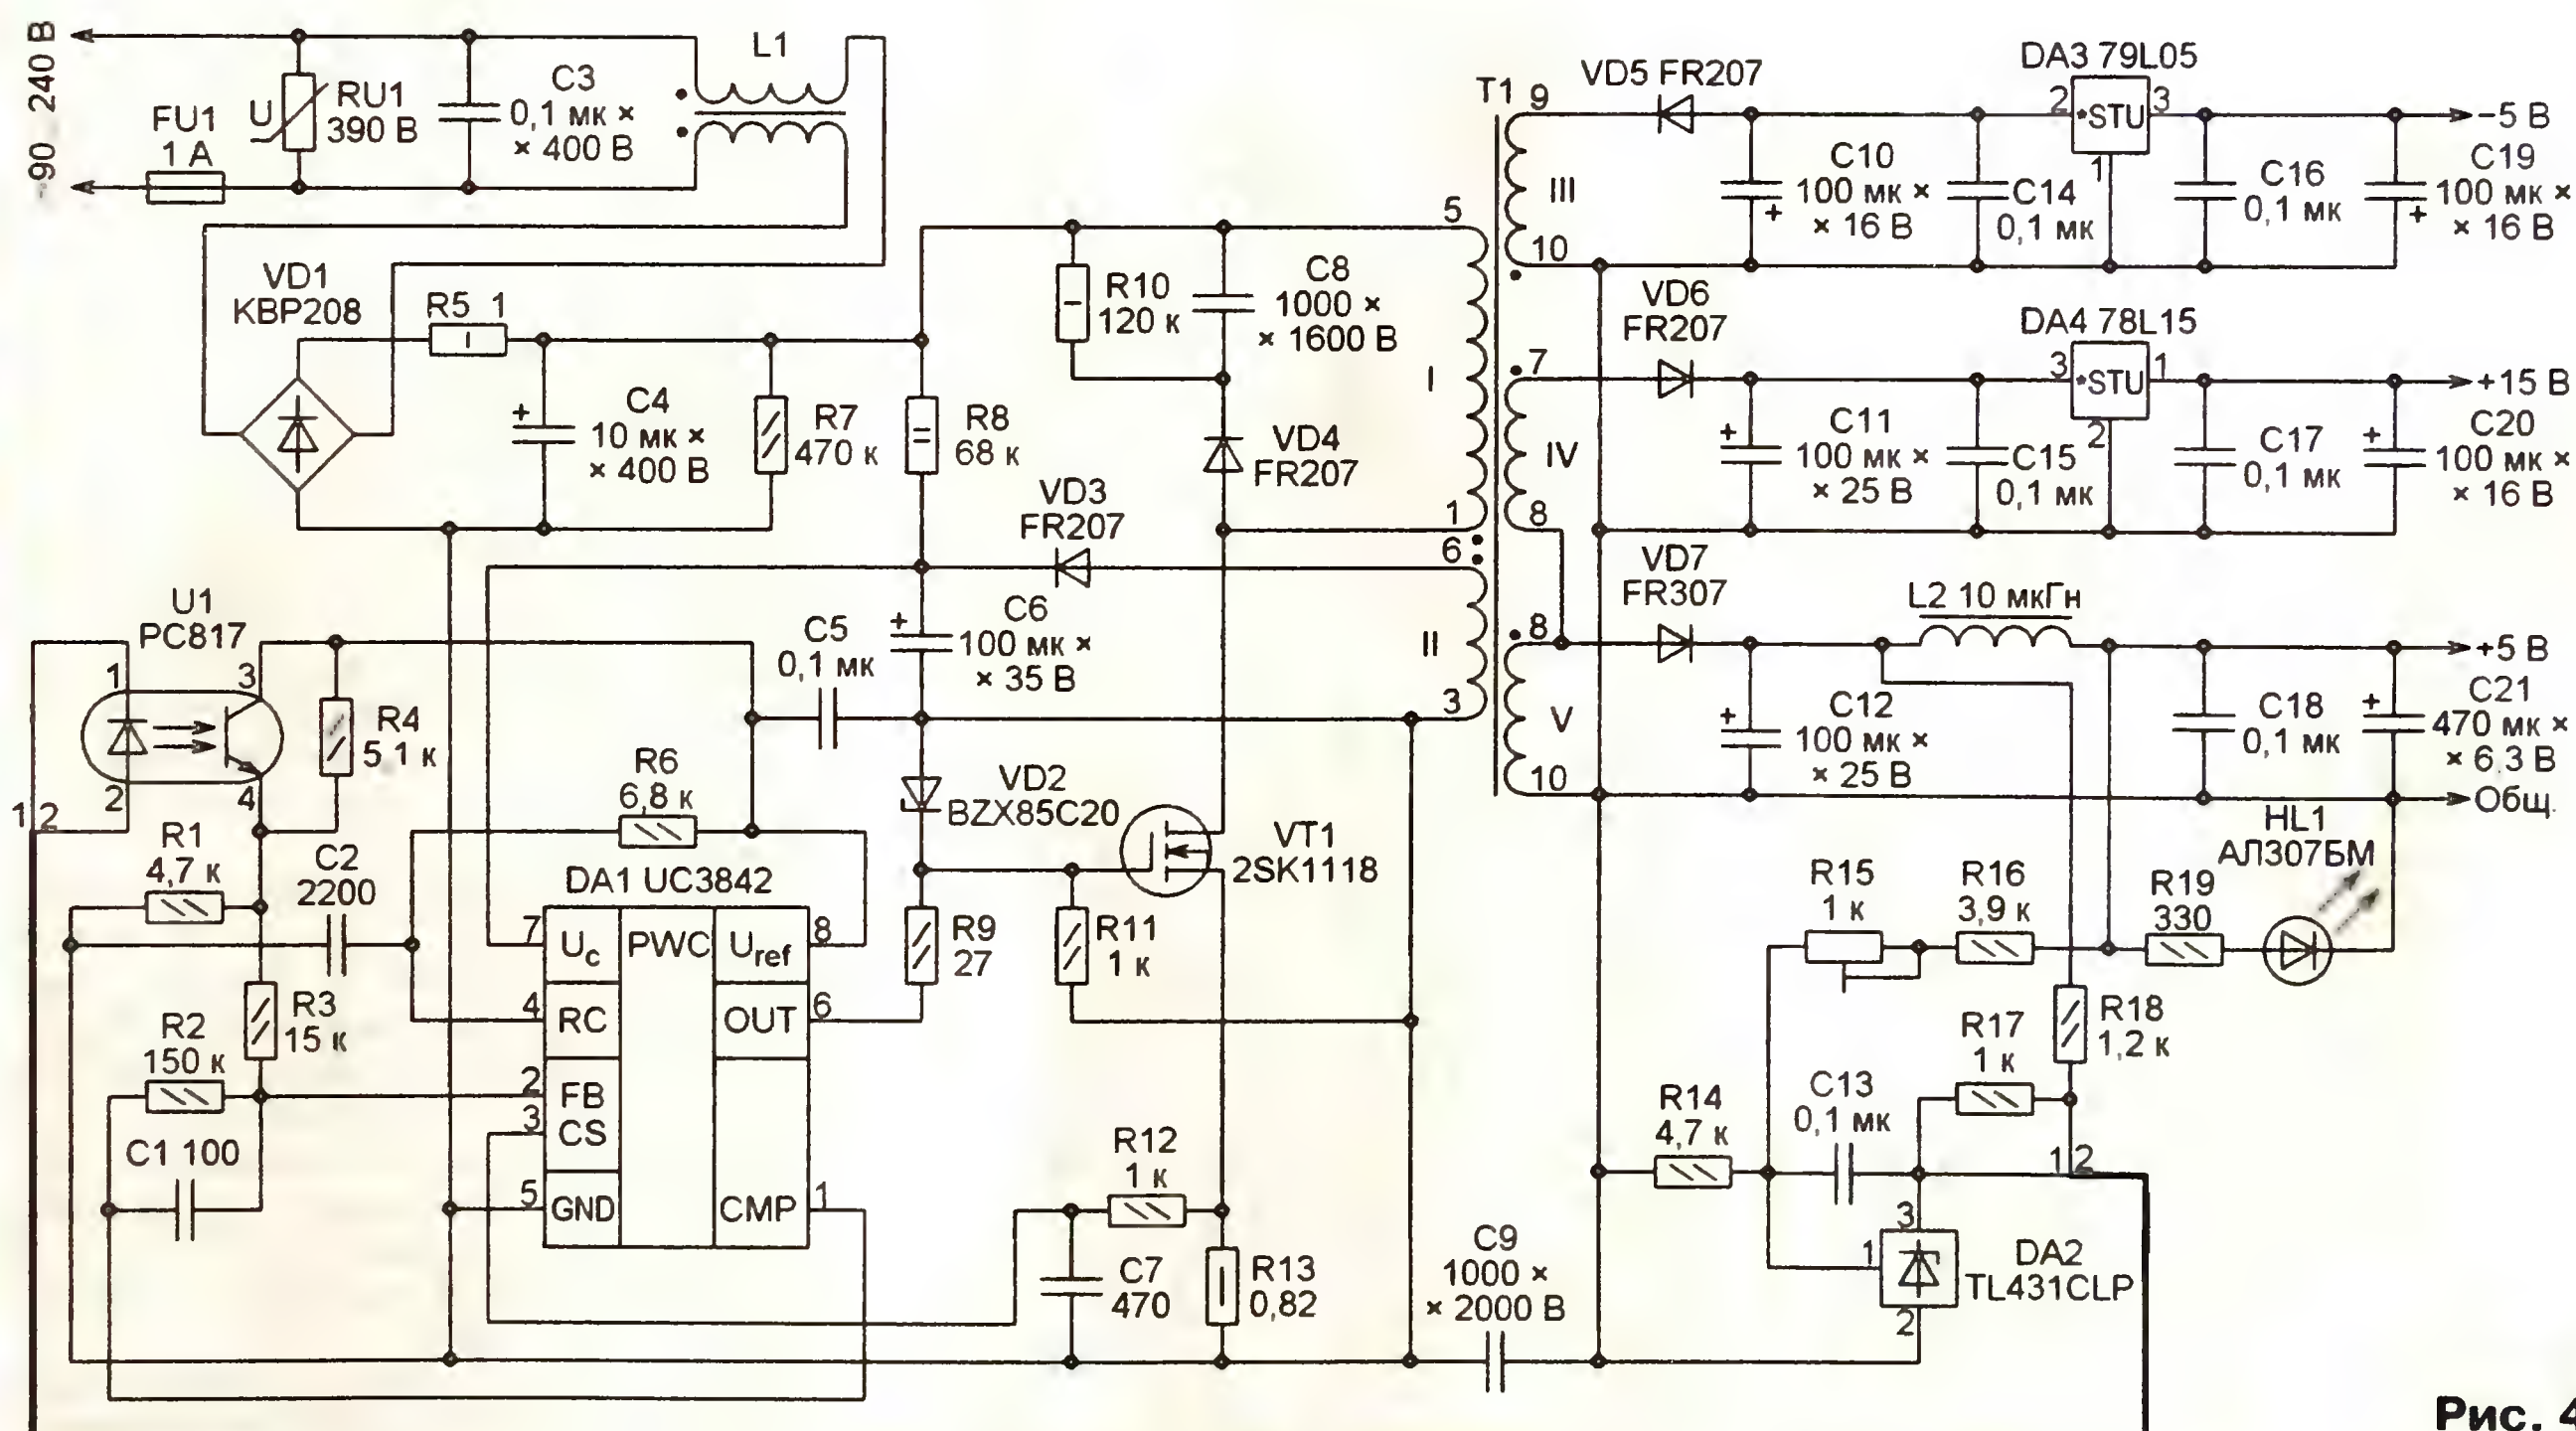 ~90...240 В
FU1
1 А
U
RU1
390 В
C3
0,1 мк ×
× 400 В
L1
VD1
KBP208
R5 1
+
C4
10 мк ×
× 400 В
R7
470 к
R8
68 к
R10
120 к
C8
1000 ×
× 1600 В
VD4
FR207
VD3
FR207
5
I
1
6
II
3
T1
9
III
10
7
IV
8
8
V
10
VD5 FR207
C10
100 мк ×
× 16 В
+
C14
0,1 мк
DA3 79L05
2
*STU
3
1
C16
0,1 мк
−5 В
C19
100 мк ×
× 16 В
+
VD6
FR207
+
C11
100 мк ×
× 25 В
C15
0,1 мк
DA4 78L15
3
*STU
1
2
C17
0,1 мк
+15 В
+
C20
100 мк ×
× 16 В
VD7
FR307
+
C12
100 мк ×
× 25 В
L2 10 мкГн
C18
0,1 мк
+5 В
+
C21
470 мк ×
× 6,3 В
Общ.
U1
PC817
1
3
2
4
1
2
R4
5,1 к
R1
4,7 к
C2
2200
R3
15 к
R2
150 к
C1 100
R6
6,8 к
C5
0,1 мк
+
C6
100 мк ×
× 35 В
VD2
BZX85C20
DA1 UC3842
7
Uc
PWC
Uref
8
4
RC
OUT
6
2
FB
3
CS
5
GND
CMP
1
R9
27
R11
1 к
VT1
2SK1118
R12
1 к
C7
470
R13
0,82
C9
1000 ×
× 2000 В
HL1
АЛ307БМ
R15
1 к
R16
3,9 к
R19
330
R18
1,2 к
R17
1 к
R14
4,7 к
C13
0,1 мк
1
2
3
1
2
DA2
TL431CLP
Рис. 4